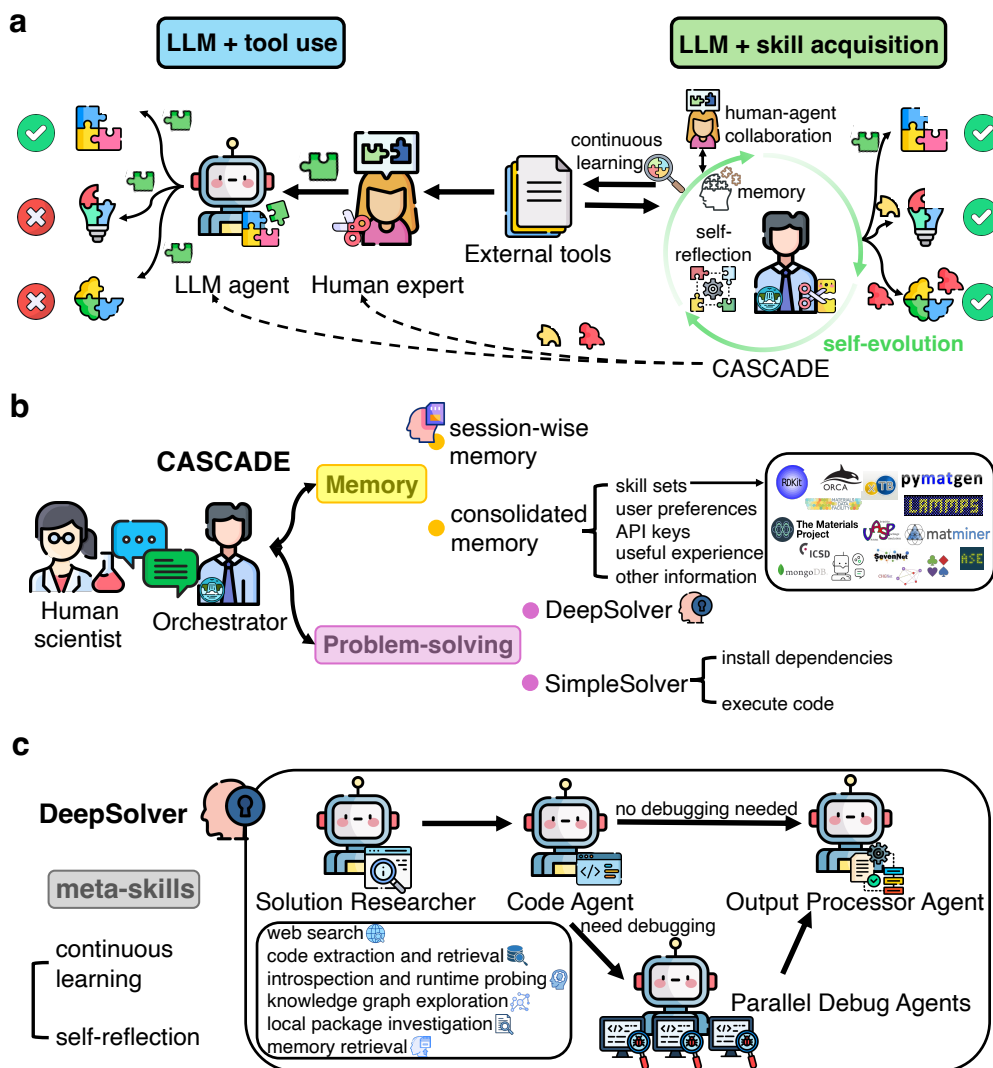 a
LLM + tool use
LLM + skill acquisition
human-agent
collaboration
continuous
learning
memory
self-
reflection
External tools
LLM agent
Human expert
self-evolution
CASCADE
b
CASCADE
Memory
session-wise
memory
consolidated
memory
skill sets
user preferences
API keys
useful experience
other information
RDKit
ORCA
xTB
pymatgen
MATERIALS
DATA
FACILITY
LAMMPS
The Materials
Project
VASP
matminer
ICSD
SevenNet
ASE
mongoDB
Human
scientist
Orchestrator
Problem-solving
DeepSolver
SimpleSolver
install dependencies
execute code
c
DeepSolver
meta-skills
continuous
learning
self-reflection
no debugging needed
Solution Researcher
Code Agent
Output Processor Agent
need debugging
web search
code extraction and retrieval
introspection and runtime probing
knowledge graph exploration
local package investigation
memory retrieval
Parallel Debug Agents